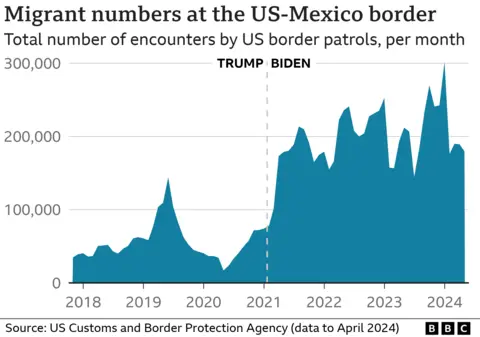 Migrant numbers at the US-Mexico border
Total number of encounters by US border patrols, per month
300,000
TRUMP BIDEN
200,000
100,000
0
2018 2019 2020 2021 2022 2023 2024
Source: US Customs and Border Protection Agency (data to April 2024)
BBC